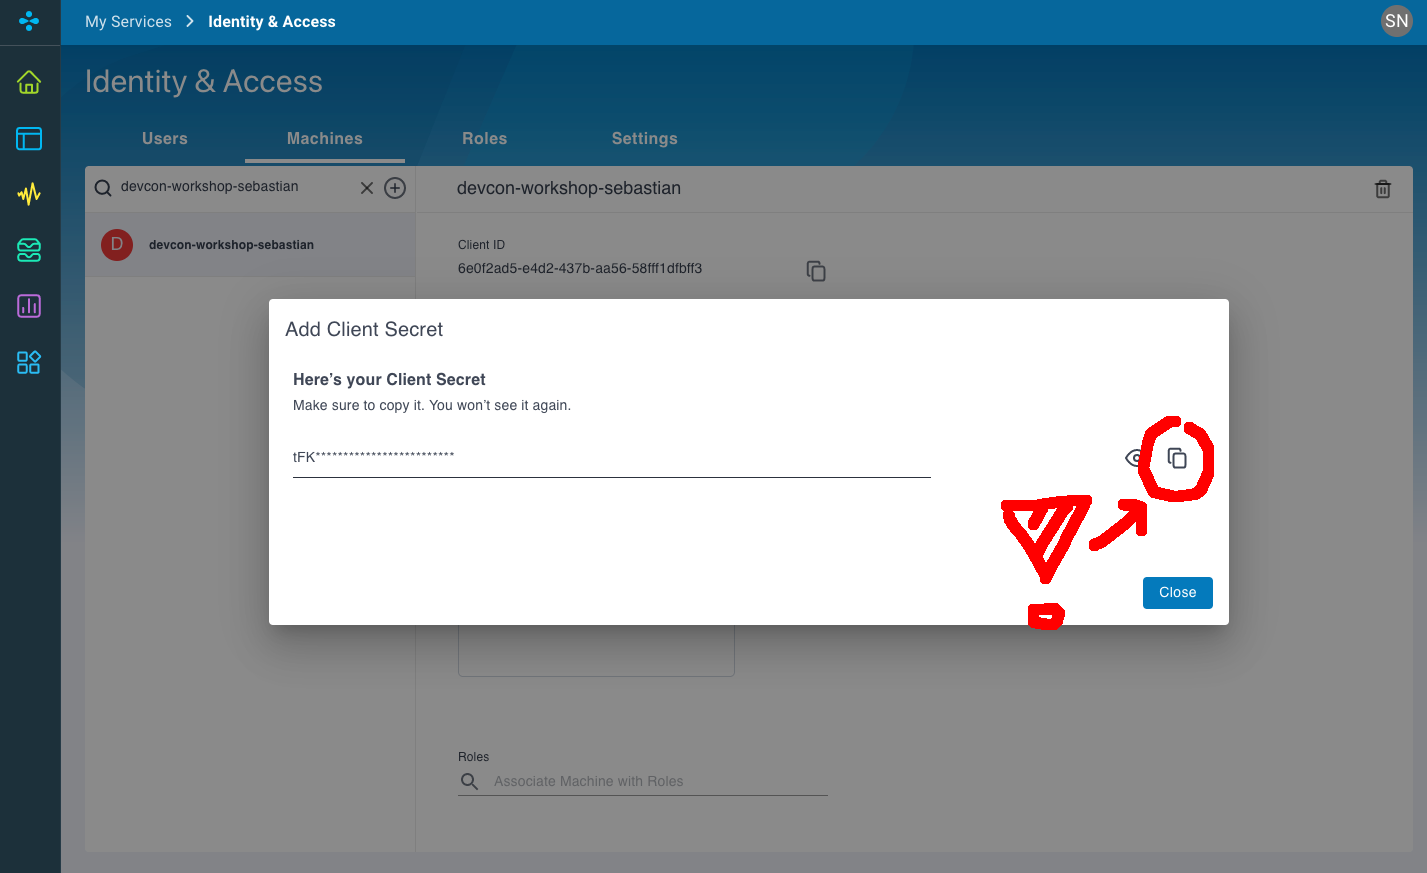 My Services > Identity & Access
SN
Identity & Access
Users Machines Roles Settings
devcon-workshop-sebastian
devcon-workshop-sebastian
D
devcon-workshop-sebastian
Client ID
6e0f2ad5-e4d2-437b-aa56-58fff1dfbff3
Add Client Secret
Here's your Client Secret
Make sure to copy it. You won't see it again.
tFK*************************
Close
Roles
Associate Machine with Roles